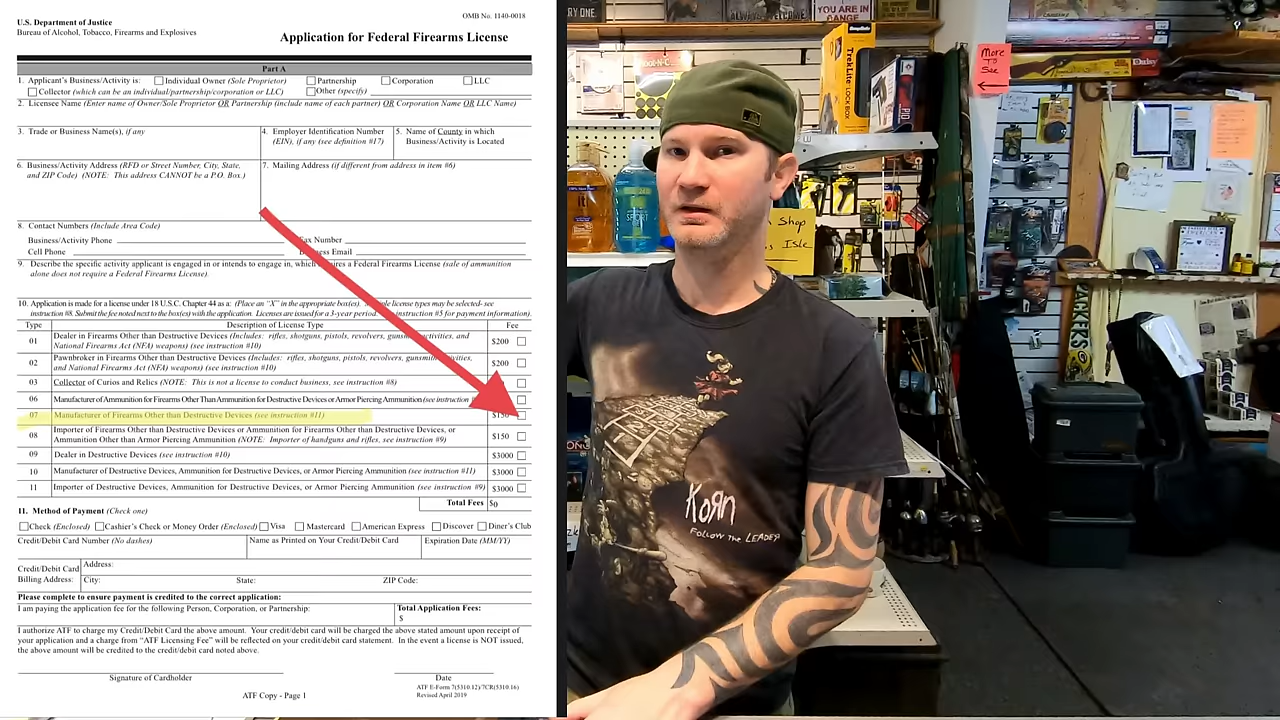 OMB No. 1140-0018
U.S. Department of Justice
Bureau of Alcohol, Tobacco, Firearms and Explosives
Application for Federal Firearms License
Part A
1. Applicant's Business/Activity is: Individual Owner (Sole Proprietor) Partnership Corporation LLC
Collector (which can be an individual/partnership/corporation or LLC) Other (specify)
2. Licensee Name (Enter name of Owner/Sole Proprietor OR Partnership (include name of each partner) OR Corporation Name OR LLC Name)
3. Trade or Business Name(s), if any
4. Employer Identification Number
(EIN), if any (see definition #17)
5. Name of County in which
Business/Activity is Located
6. Business/Activity Address (RFD or Street Number, City, State,
and ZIP Code) (NOTE: This address CANNOT be a P.O. Box.)
7. Mailing Address (if different from address in item #6)
8. Contact Numbers (Include Area Code)
Business/Activity Phone Fax Number
Cell Phone Email
9. Describe the specific activity applicant is engaged in or intends to engage in, which a Federal Firearms License (sale of ammunition
alone does not require a Federal Firearms License)
10. Application is made for a license under 18 U.S.C. Chapter 44 as a: (Place an "X" in the appropriate box(es). license types may be selected- see
instruction #8. Submit the fee noted next to the box(es) with the application. Licenses are issued for a 3-year period. instruction #5 for payment information).
Type Description of License Type Fee
01 Dealer in Firearms Other than Destructive Devices (Includes: rifles, shotguns, pistols, revolvers, activities, and
National Firearms Act (NFA) weapons) (see instruction #10) $200
02 Pawnbroker in Firearms Other than Destructive Devices (Includes: rifles, shotguns, pistols, revolvers, activities,
and National Firearms Act (NFA) weapons) (see instruction #10) $200
03 Collector of Curios and Relics (NOTE: This is not a license to conduct business, see instruction #8)
06 Manufacturer of Ammunition for Firearms Other Than Ammunition for Destructive Devices or Armor Piercing Ammunition (see instruction
07 Manufacturer of Firearms Other than Destructive Devices (see instruction #11) $150
08 Importer of Firearms Other than Destructive Devices or Ammunition for Firearms Other than Destructive Devices, or
Ammunition Other than Armor Piercing Ammunition (NOTE: Importer of handguns and rifles, see instruction #9) $150
09 Dealer in Destructive Devices (see instruction #10) $3000
10 Manufacturer of Destructive Devices, Ammunition for Destructive Devices, or Armor Piercing Ammunition (see instruction #11) $3000
11 Importer of Destructive Devices, Ammunition for Destructive Devices, or Armor Piercing Ammunition (see instruction #9) $3000
Total Fees $0
11. Method of Payment (Check one)
Check (Enclosed) Cashier's Check or Money Order (Enclosed) Visa Mastercard American Express Discover Diner's Club
Credit/Debit Card Number (No dashes) Name as Printed on Your Credit/Debit Card Expiration Date (MM/YY)
Credit/Debit Card
Billing Address:
Address:
City: State: ZIP Code:
Please complete to ensure payment is credited to the correct application:
I am paying the application fee for the following Person, Corporation, or Partnership:
Total Application Fees:
$
I authorize ATF to charge my Credit/Debit Card the above amount. Your credit/debit card will be charged the above stated amount upon receipt of
your application and a charge from "ATF Licensing Fee" will be reflected on your credit/debit card statement. In the event a license is NOT issued,
the above amount will be credited to the credit/debit card noted above.
Signature of Cardholder Date
ATF Copy - Page 1
ATF E-Form 7(5310.12)/7CR(5310.16)
Revised April 2019
RY ONE.
ALWAYS WELCOME
YOU ARE IN
DANGER
More
To
See
Daisy
TrekLite
LOCK BOX
SPORT
Shop
Isle
PACKERS
KoRn
FOLLOW THE LEADER